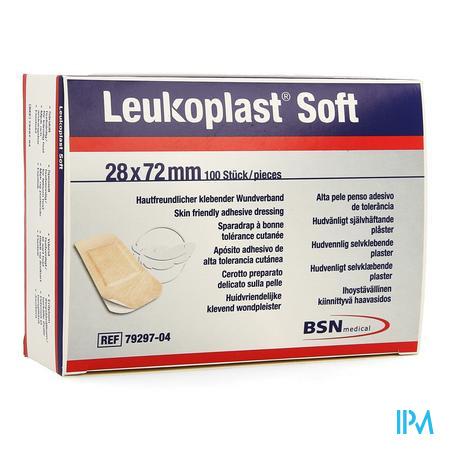 Leukoplast® Soft
28 x 72 mm 100 Stück/pieces
Hautfreundlicher klebender Wundverband
Skin friendly adhesive dressing
Sparadrap à bonne
tolérance cutanée
Apósito adhesivo de
alta tolerancia cutánea
Cerotto preparato
delicato sulla pelle
Huidvriendelijke
klevend wondpleister
Alta pele penso adesivo
de tolerância
Hudvänligt självhäftande
plåster
Hudvennlig selvklebende
plaster
Hudvenligt selvklæbende
plaster
Ihoystävällinen
kiinnittyvä haavasidos
REF 79297-04
BSN medical
Leukoplast Soft
IPM